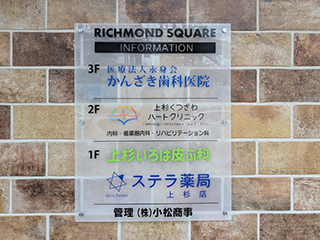 RICHMOND SQUARE
INFORMATION
3F 医療法人永身会
かんざき歯科医院
2F 上杉くつざわ
ハートクリニック
内科・循環器内科・リハビリテーション科
1F 上杉いろは皮ふ科
ステラ薬局
上杉店
管理(株)小松商事